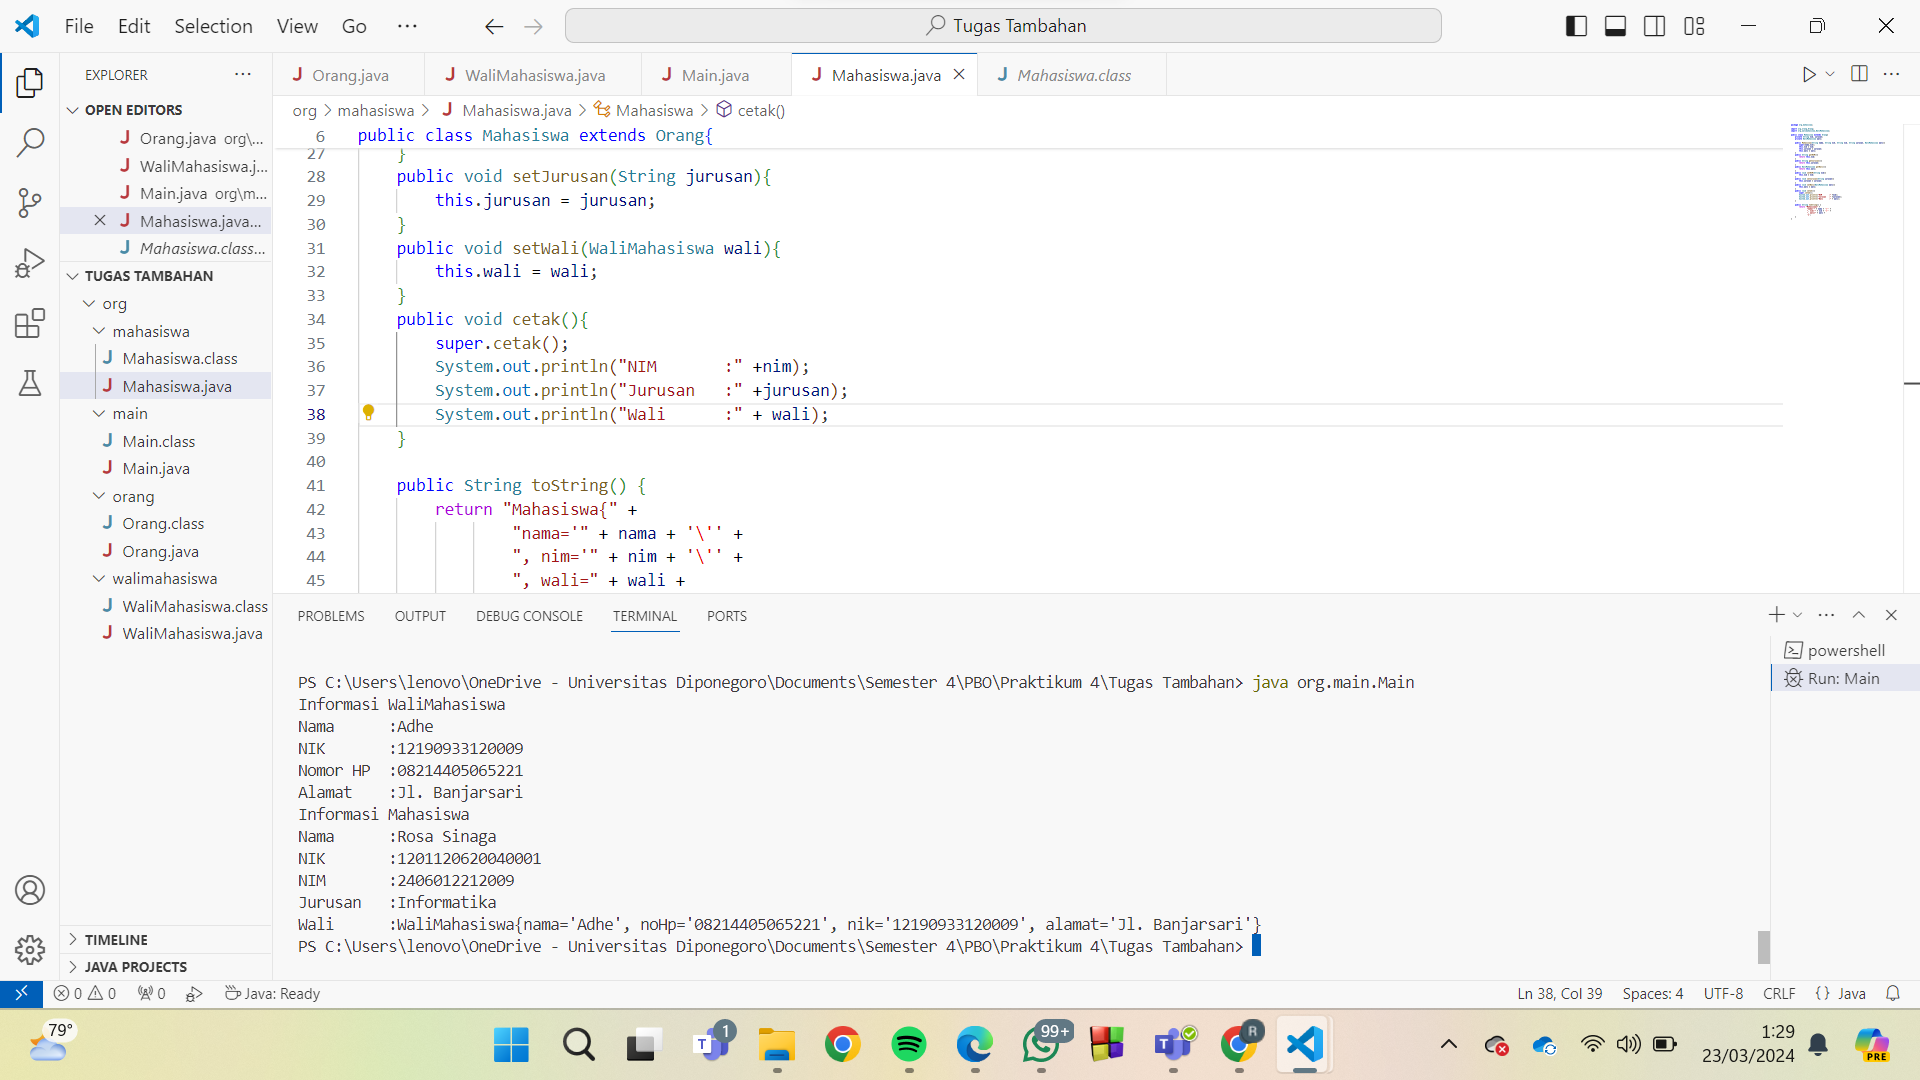 File Edit Selection View Go ···
Tugas Tambahan
EXPLORER ···
OPEN EDITORS
Orang.java org\...
WaliMahasiswa.j...
Main.java org\m...
Mahasiswa.java...
Mahasiswa.class...
TUGAS TAMBAHAN
org
mahasiswa
Mahasiswa.class
Mahasiswa.java
main
Main.class
Main.java
orang
Orang.class
Orang.java
walimahasiswa
WaliMahasiswa.class
WaliMahasiswa.java
TIMELINE
JAVA PROJECTS
Orang.java WaliMahasiswa.java Main.java Mahasiswa.java Mahasiswa.class
org > mahasiswa > Mahasiswa.java > Mahasiswa > cetak()
6 public class Mahasiswa extends Orang{
27 }
28 public void setJurusan(String jurusan){
29 this.jurusan = jurusan;
30 }
31 public void setWali(WaliMahasiswa wali){
32 this.wali = wali;
33 }
34 public void cetak(){
35 super.cetak();
36 System.out.println("NIM       :" +nim);
37 System.out.println("Jurusan   :" +jurusan);
38 System.out.println("Wali      :" + wali);
39 }
40
41 public String toString() {
42 return "Mahasiswa{" +
43 "nama='" + nama + '\'' +
44 ", nim='" + nim + '\'' +
45 ", wali=" + wali +
PROBLEMS OUTPUT DEBUG CONSOLE TERMINAL PORTS
powershell
Run: Main
PS C:\Users\lenovo\OneDrive - Universitas Diponegoro\Documents\Semester 4\PBO\Praktikum 4\Tugas Tambahan> java org.main.Main
Informasi WaliMahasiswa
Nama      :Adhe
NIK       :12190933120009
Nomor HP  :08214405065221
Alamat    :Jl. Banjarsari
Informasi Mahasiswa
Nama      :Rosa Sinaga
NIK       :1201120620040001
NIM       :2406012212009
Jurusan   :Informatika
Wali      :WaliMahasiswa{nama='Adhe', noHp='08214405065221', nik='12190933120009', alamat='Jl. Banjarsari'}
PS C:\Users\lenovo\OneDrive - Universitas Diponegoro\Documents\Semester 4\PBO\Praktikum 4\Tugas Tambahan>
0 0 0 Java: Ready Ln 38, Col 39 Spaces: 4 UTF-8 CRLF {} Java
79°
1
99+
R
1:29
23/03/2024
PRE